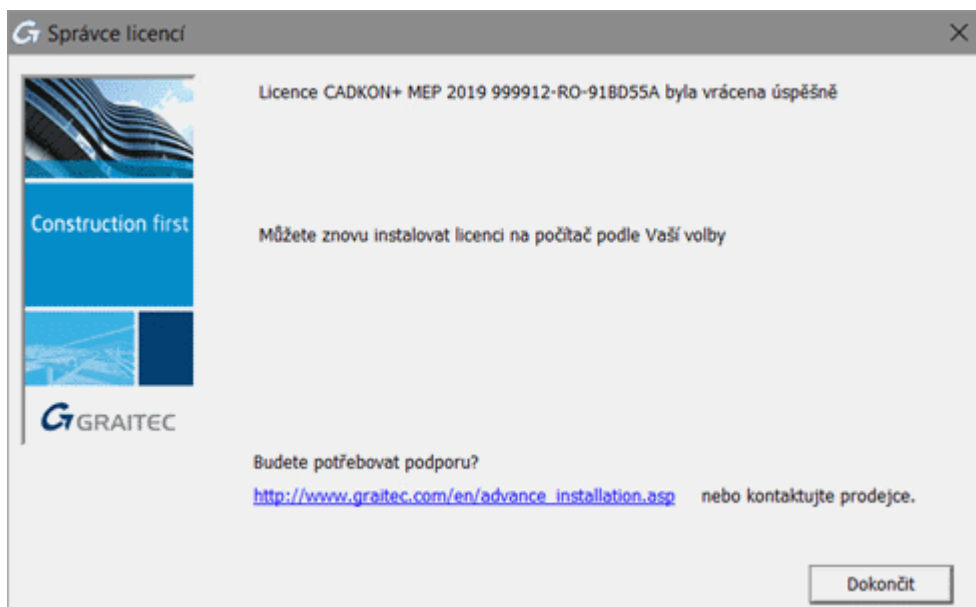 Správce licencí
Licence CADKON+ MEP 2019 999912-RO-918D55A byla vrácena úspěšně
Construction first
Můžete znovu instalovat licenci na počítač podle Vaší volby
GRAITEC
Budete potřebovat podporu?
http://www.graitec.com/en/advance_installation.asp nebo kontaktujte prodejce.
Dokončit